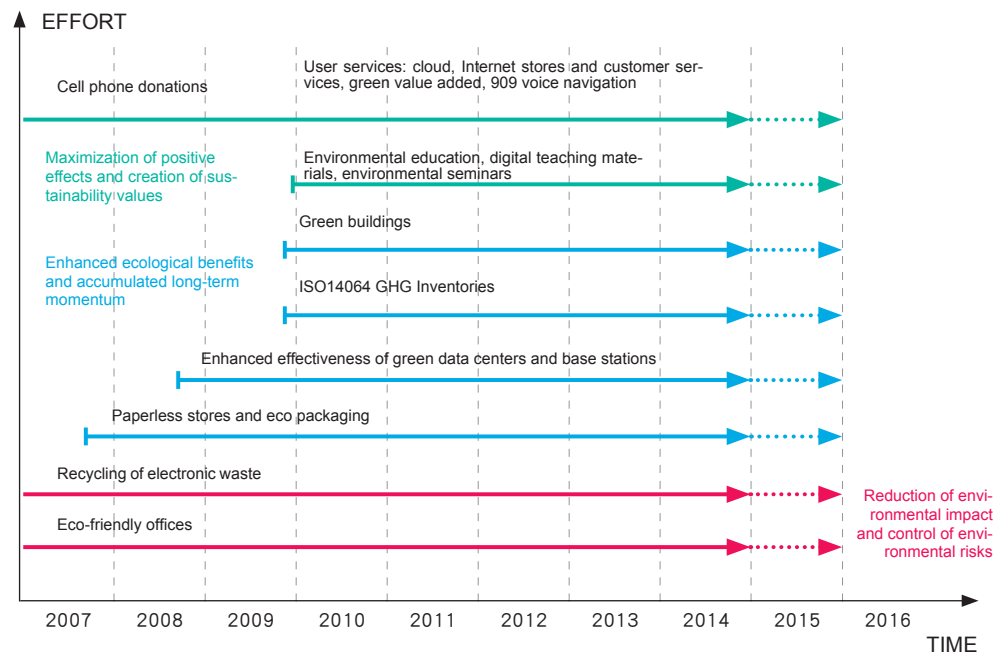 EFFORT
User services: cloud, Internet stores and customer ser-
vices, green value added, 909 voice navigation
Cell phone donations
Maximization of positive
effects and creation of sus-
tainability values
Environmental education, digital teaching mate-
rials, environmental seminars
Green buildings
Enhanced ecological benefits
and accumulated long-term
momentum
ISO14064 GHG Inventories
Enhanced effectiveness of green data centers and base stations
Paperless stores and eco packaging
Recycling of electronic waste
Reduction of envi-
ronmental impact
and control of envi-
ronmental risks
Eco-friendly offices
2007 2008 2009 2010 2011 2012 2013 2014 2015 2016
TIME